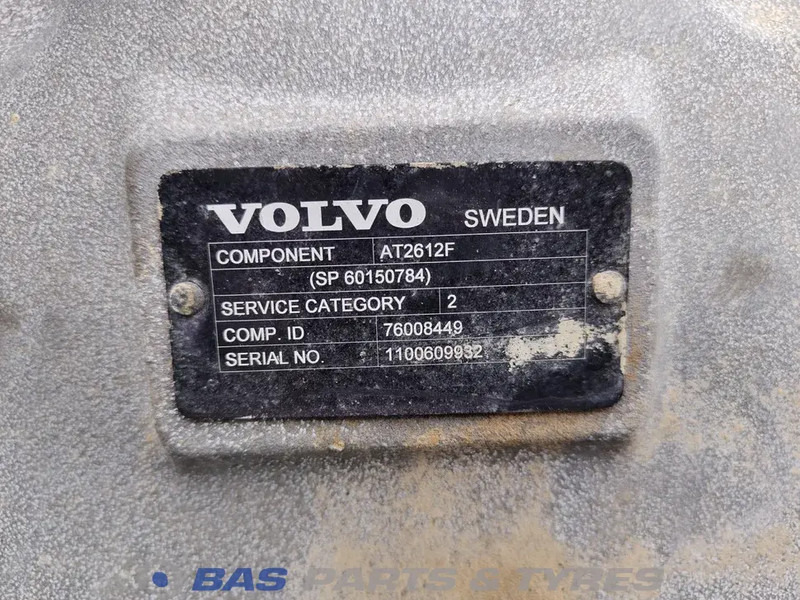 VOLVO SWEDEN
COMPONENT AT2612F
(SP 60150784)
SERVICE CATEGORY 2
COMP. ID 76008449
SERIAL NO. 1100609932
BAS PARTS & TYRES